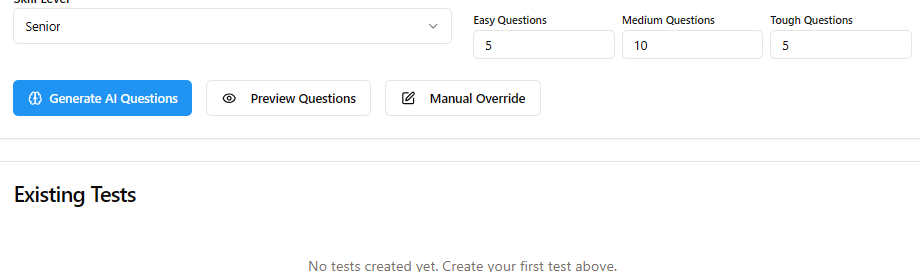 Skill Level
Senior
Easy Questions
Medium Questions
Tough Questions
5
10
5
Generate AI Questions
Preview Questions
Manual Override
Existing Tests
No tests created yet. Create your first test above.